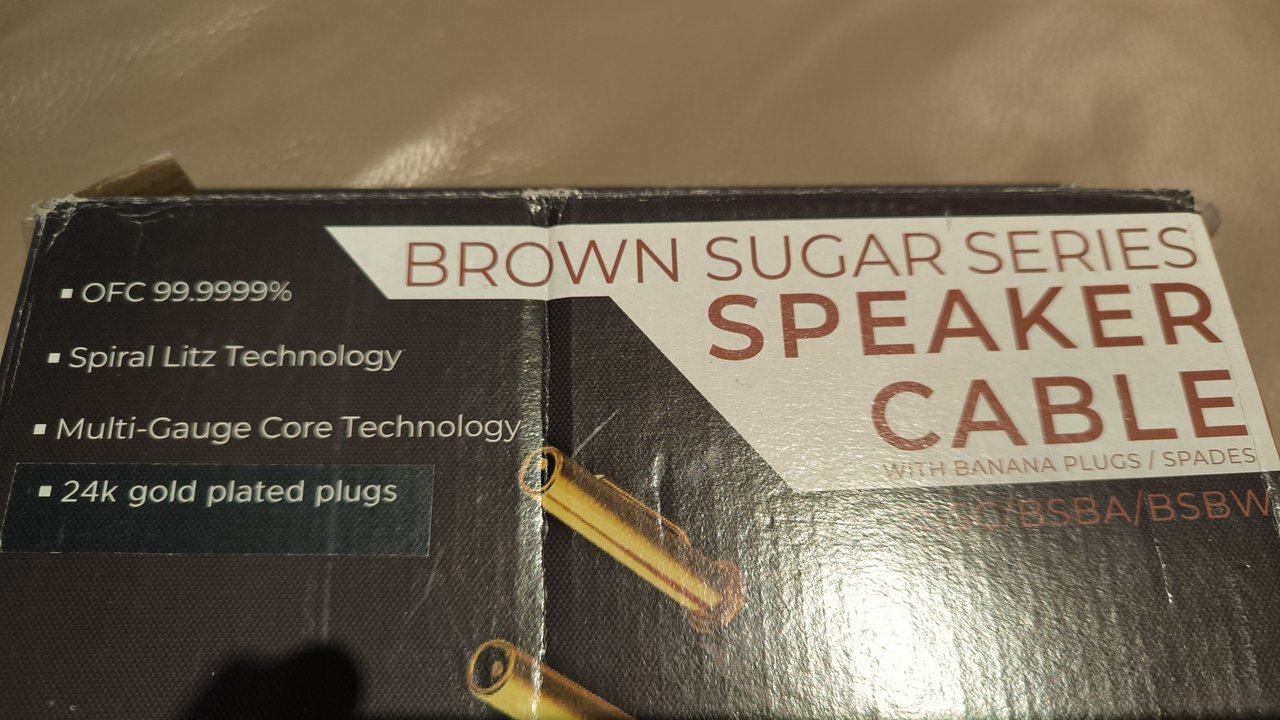 BROWN SUGAR SERIES
SPEAKER
CABLE
WITH BANANA PLUGS / SPADES
/BSBA/BSBW
▪ OFC 99.9999%
▪ Spiral Litz Technology
▪ Multi-Gauge Core Technology
▪ 24k gold plated plugs